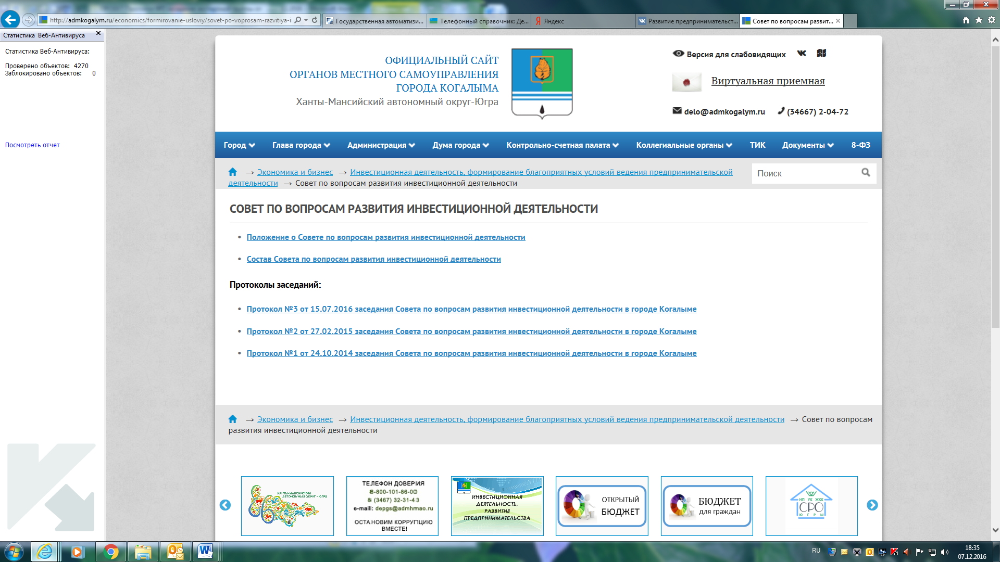 http://admkogalym.ru/economics/formirovanie-usloviy/sovet-po-voprosam-razvitiya-i
Государственная автоматизи...
Телефонный справочник: Де...
Яндекс
Развитие предпринимательст...
Совет по вопросам развит...
Статистика Веб-Антивируса
Статистика Веб-Антивируса:
Проверено объектов: 4270
Заблокировано объектов: 0
Посмотреть отчет
ОФИЦИАЛЬНЫЙ САЙТ
ОРГАНОВ МЕСТНОГО САМОУПРАВЛЕНИЯ
ГОРОДА КОГАЛЫМА
Ханты-Мансийский автономный округ-Югра
Версия для слабовидящих
Виртуальная приемная
delo@admkogalym.ru (34667) 2-04-72
Город Глава города Администрация Дума города Контрольно-счетная палата Коллегиальные органы ТИК Документы 8-ФЗ
→ Экономика и бизнес → Инвестиционная деятельность, формирование благоприятных условий ведения предпринимательской
деятельности → Совет по вопросам развития инвестиционной деятельности
Поиск
СОВЕТ ПО ВОПРОСАМ РАЗВИТИЯ ИНВЕСТИЦИОННОЙ ДЕЯТЕЛЬНОСТИ
• Положение о Совете по вопросам развития инвестиционной деятельности
• Состав Совета по вопросам развития инвестиционной деятельности
Протоколы заседаний:
• Протокол №3 от 15.07.2016 заседания Совета по вопросам развития инвестиционной деятельности в городе Когалыме
• Протокол №2 от 27.02.2015 заседания Совета по вопросам развития инвестиционной деятельности в городе Когалыме
• Протокол №1 от 24.10.2014 заседания Совета по вопросам развития инвестиционной деятельности в городе Когалыме
→ Экономика и бизнес → Инвестиционная деятельность, формирование благоприятных условий ведения предпринимательской деятельности → Совет по вопросам
развития инвестиционной деятельности
ХАНТЫ-МАНСИЙСКИЙ
АВТОНОМНЫЙ ОКРУГ - ЮГРА
ТЕЛЕФОН ДОВЕРИЯ
8-800-101-86-00
8 (3467) 32-31-43
e-mail: depgs@admhmao.ru
ОСТАНОВИМ КОРРУПЦИЮ
ВМЕСТЕ!
ИНВЕСТИЦИОННАЯ
ДЕЯТЕЛЬНОСТЬ,
РАЗВИТИЕ
ПРЕДПРИНИМАТЕЛЬСТВА
ОТКРЫТЫЙ
БЮДЖЕТ
БЮДЖЕТ
для граждан
НП УК ЖКК
СРО
ЮГРЫ
RU
18:35
07.12.2016